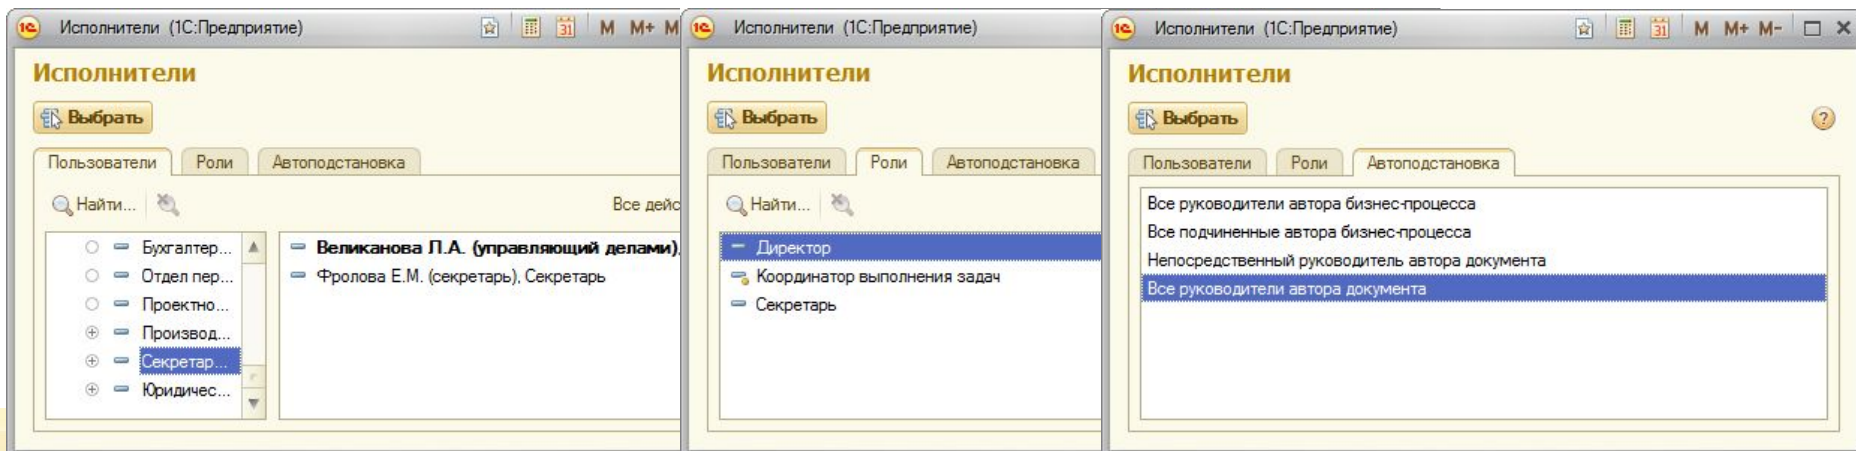 Исполнители (1С:Предприятие)
31 M M+ M
Исполнители
Выбрать
Пользователи Роли Автоподстановка
Найти... Все дейс
Бухгалтер...
Отдел пер...
Проектно...
Производ...
Секретар...
Юридичес...
Великанова Л.А. (управляющий делами),
Фролова Е.М. (секретарь), Секретарь
Исполнители (1С:Предприятие)
Исполнители
Выбрать
Пользователи Роли Автоподстановка
Найти...
Директор
Координатор выполнения задач
Секретарь
Исполнители (1С:Предприятие)
31 M M+ M-
Исполнители
Выбрать
?
Пользователи Роли Автоподстановка
Все руководители автора бизнес-процесса
Все подчиненные автора бизнес-процесса
Непосредственный руководитель автора документа
Все руководители автора документа